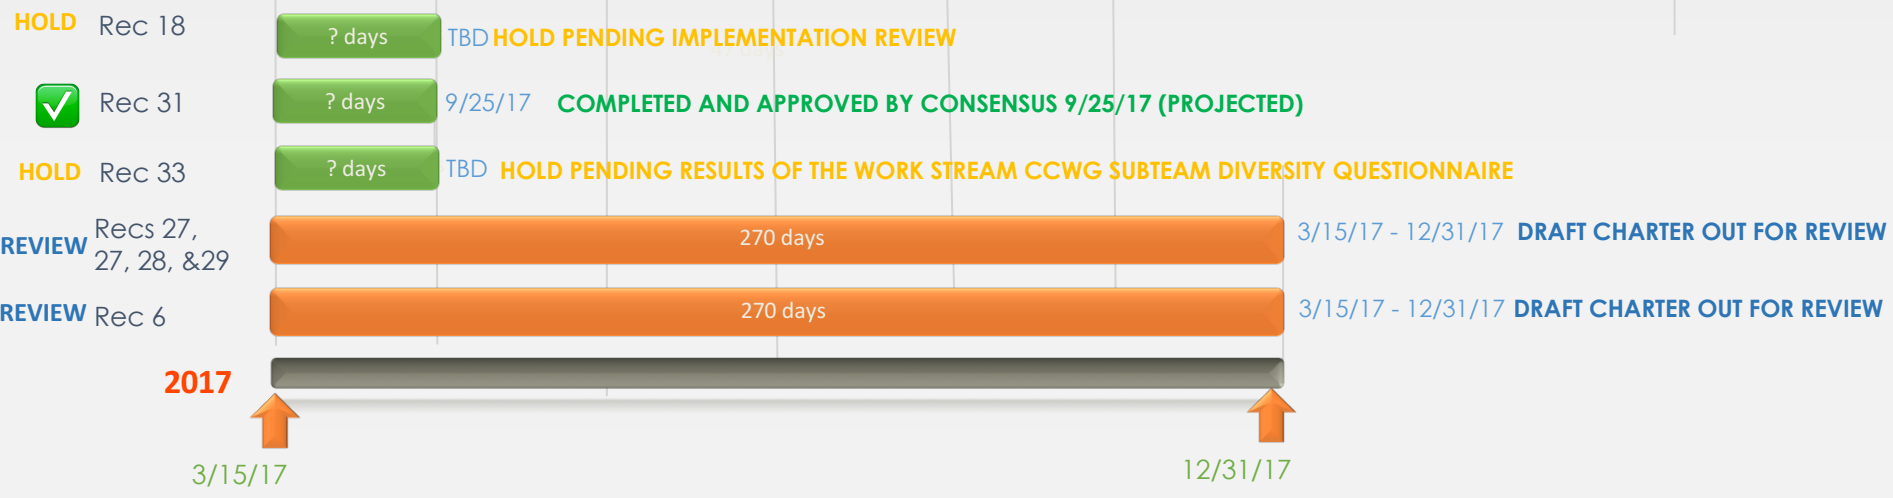 HOLD Rec 18 ? days TBD HOLD PENDING IMPLEMENTATION REVIEW
Rec 31 ? days 9/25/17 COMPLETED AND APPROVED BY CONSENSUS 9/25/17 (PROJECTED)
HOLD Rec 33 ? days TBD HOLD PENDING RESULTS OF THE WORK STREAM CCWG SUBTEAM DIVERSITY QUESTIONNAIRE
REVIEW Recs 27,
27, 28, &29 270 days 3/15/17 - 12/31/17 DRAFT CHARTER OUT FOR REVIEW
REVIEW Rec 6 270 days 3/15/17 - 12/31/17 DRAFT CHARTER OUT FOR REVIEW
2017
3/15/17 12/31/17